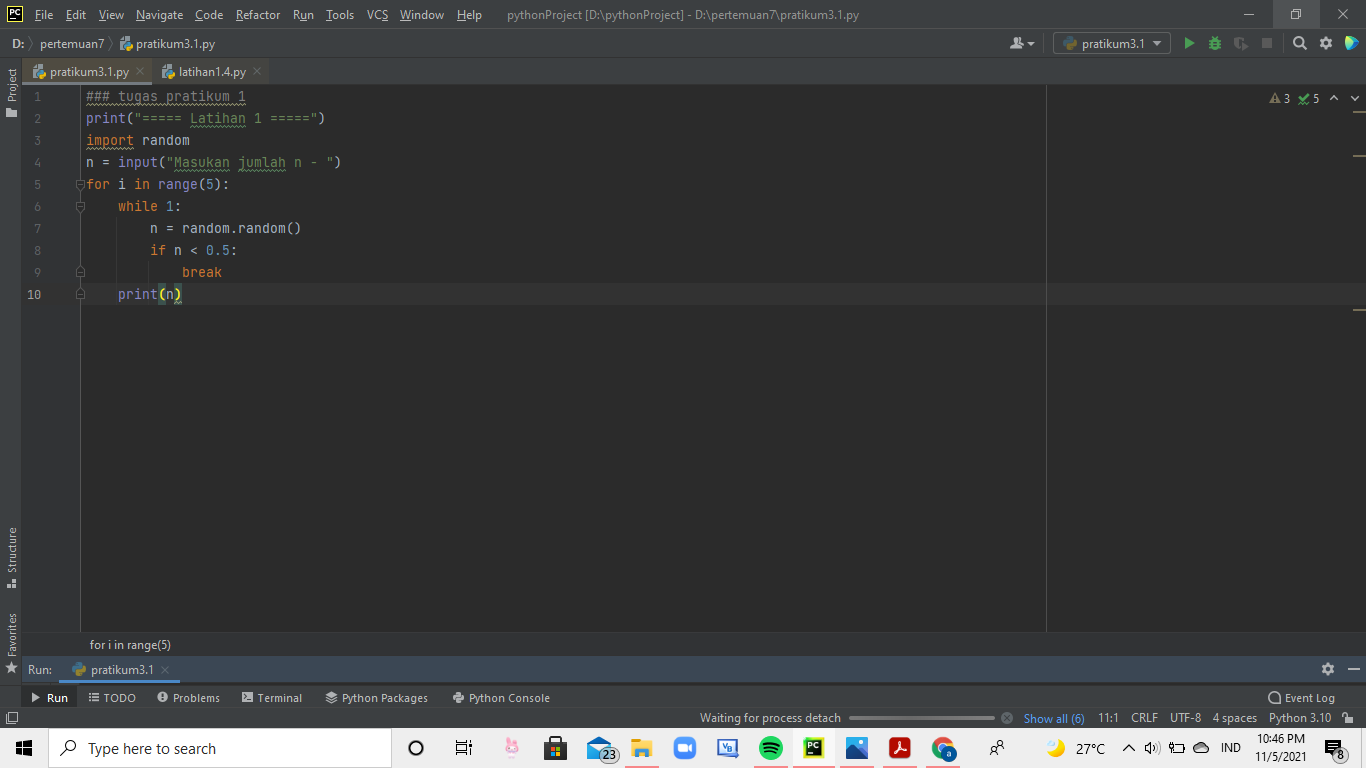 PC File Edit View Navigate Code Refactor Run Tools VCS Window Help pythonProject [D:\pythonProject] - D:\pertemuan7\pratikum3.1.py
D: pertemuan7 pratikum3.1.py pratikum3.1
pratikum3.1.py latihan1.4.py
Project
1 ### tugas pratikum 1
2 print("===== Latihan 1 =====")
3 import random
4 n = input("Masukan jumlah n - ")
5 for i in range(5):
6 while 1:
7 n = random.random()
8 if n < 0.5:
9 break
10 print(n)
3 5
Structure
Favorites
for i in range(5)
Run: pratikum3.1
Run TODO Problems Terminal Python Packages Python Console Event Log
Waiting for process detach Show all (6) 11:1 CRLF UTF-8 4 spaces Python 3.10
Type here to search 23 VB PC a 27°C IND 10:46 PM
11/5/2021 8